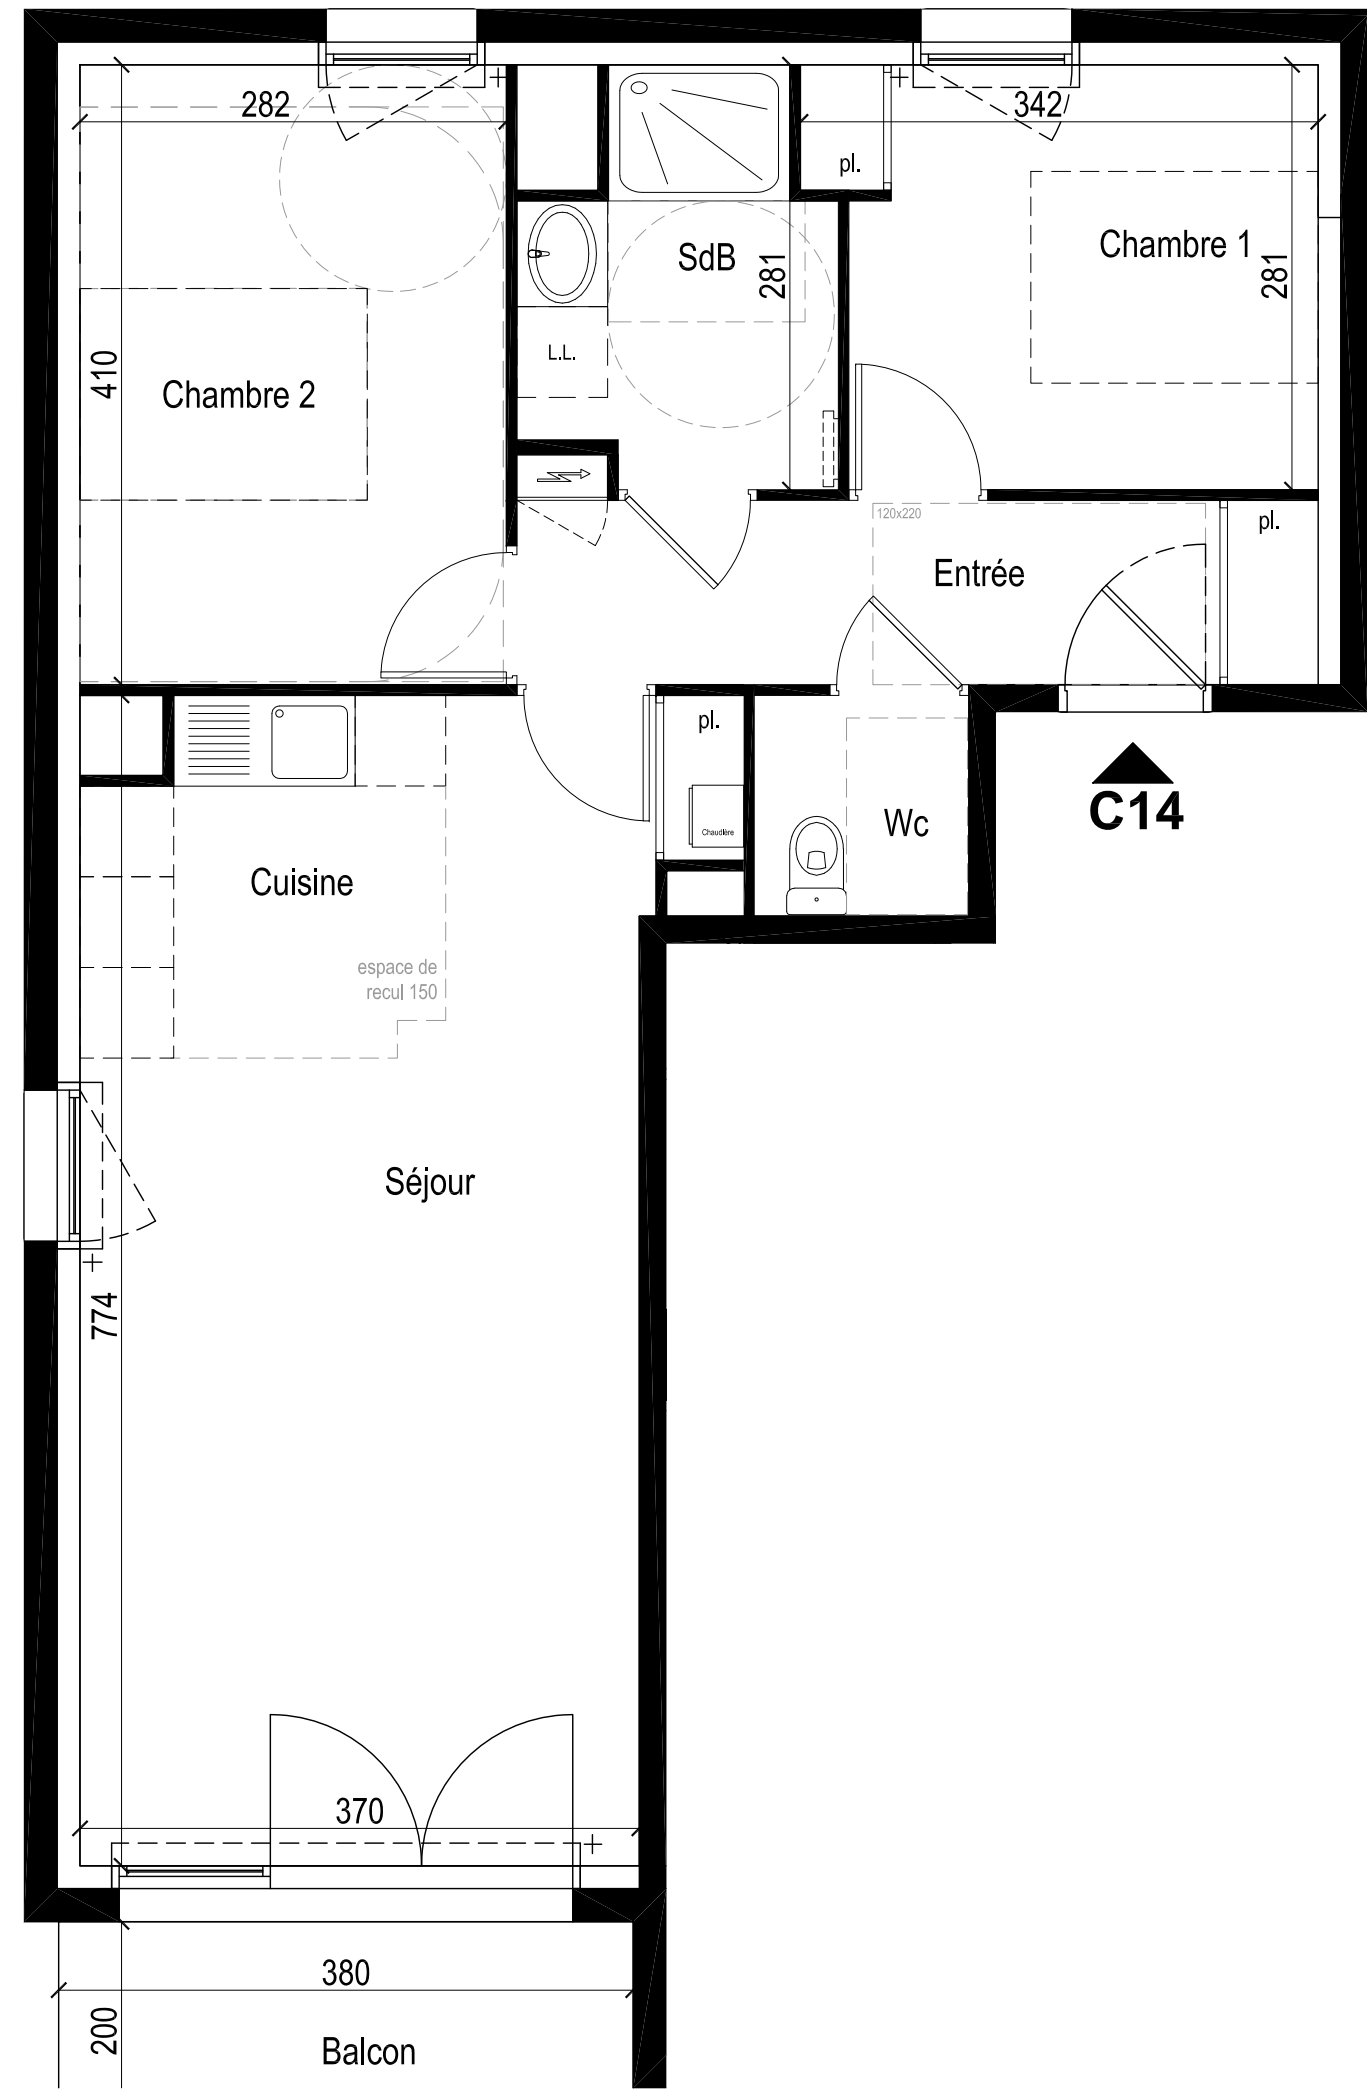 282
342
pl.
SdB
Chambre 1
281
281
L.L.
410
Chambre 2
120x220
pl.
Entrée
pl.
Chaudière
Wc
C14
Cuisine
espace de
recul 150
Séjour
774
370
380
200
Balcon